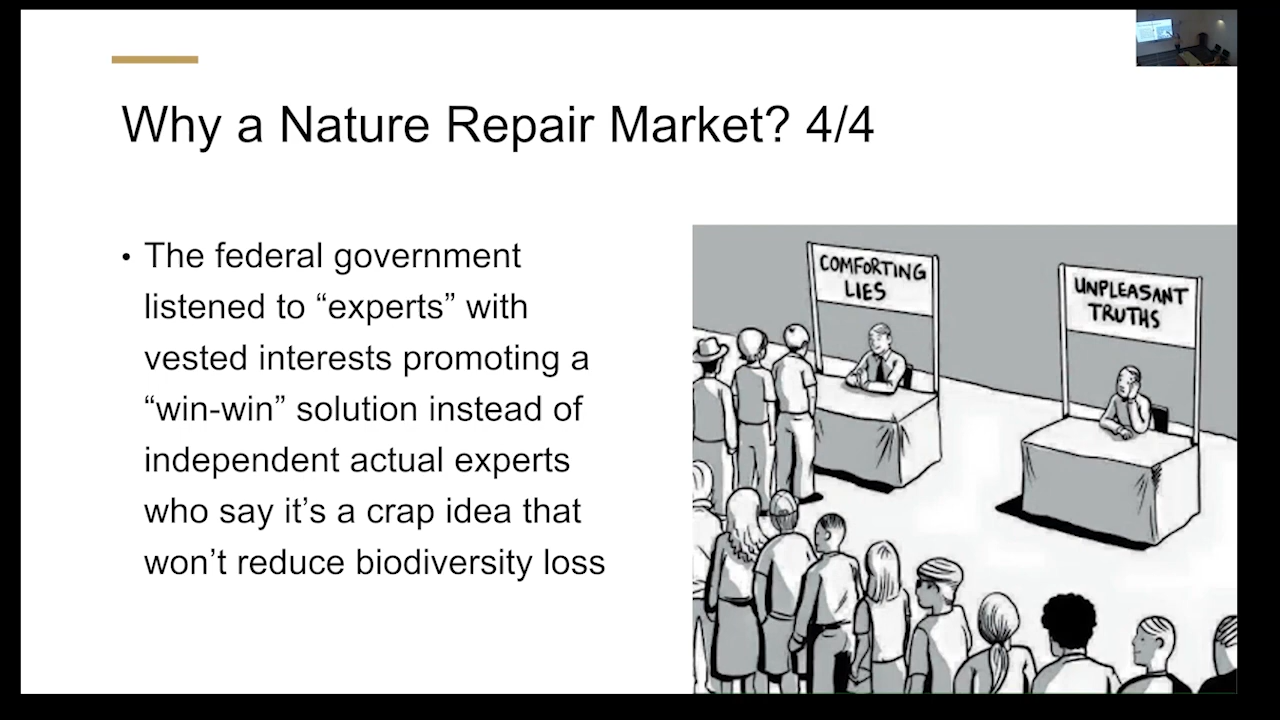 Why a Nature Repair Market? 4/4
• The federal government
listened to “experts” with
vested interests promoting a
“win-win” solution instead of
independent actual experts
who say it’s a crap idea that
won’t reduce biodiversity loss
COMFORTING
LIES
UNPLEASANT
TRUTHS